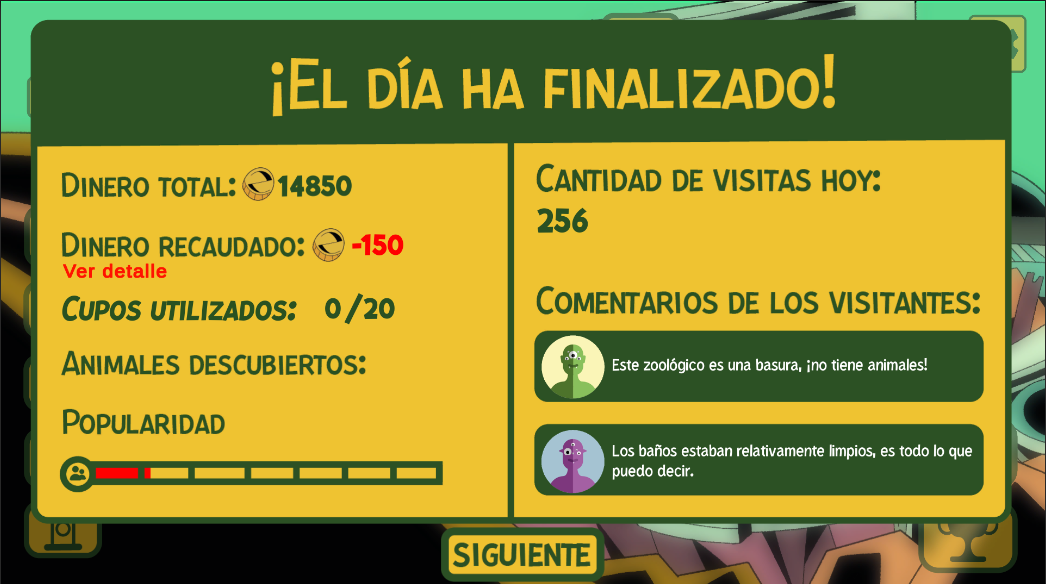 ¡El día ha finalizado!
Dinero total: 14850
Dinero recaudado: -150
Ver detalle
Cupos utilizados: 0/20
Animales descubiertos:
Popularidad
Cantidad de visitas hoy:
256
Comentarios de los visitantes:
Este zoológico es una basura, ¡no tiene animales!
Los baños estaban relativamente limpios, es todo lo que
puedo decir.
SIGUIENTE